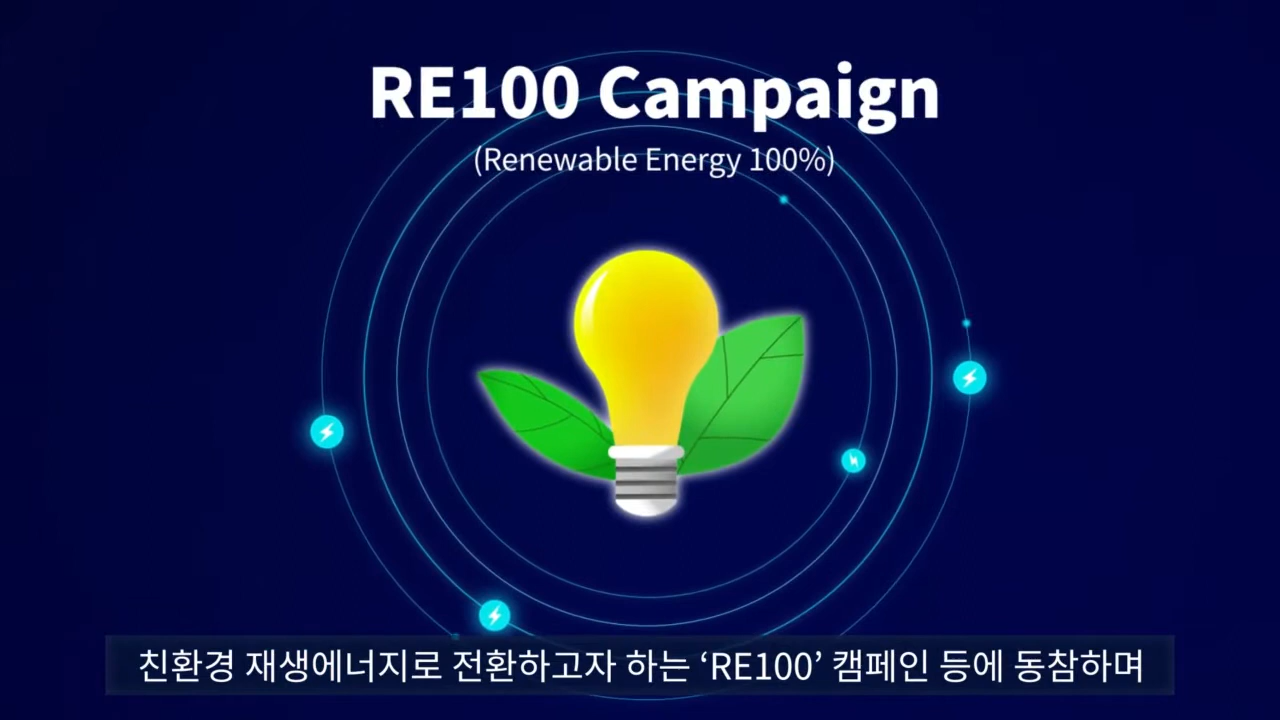 RE100 Campaign
(Renewable Energy 100%)
친환경 재생에너지로 전환하고자 하는 ‘RE100’ 캠페인 등에 동참하며